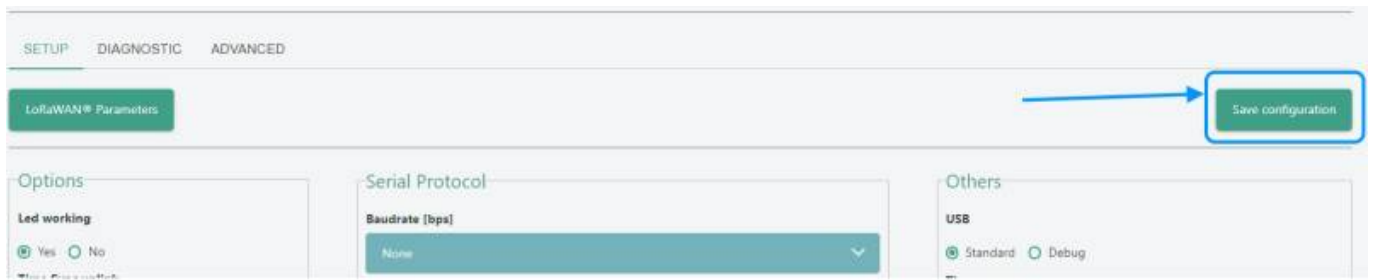 SETUP DIAGNOSTIC ADVANCED
LoRaWAN® Parameters Save configuration
Options Serial Protocol Others
Led working Baudrate [bps] USB
Yes No None Standard Debug